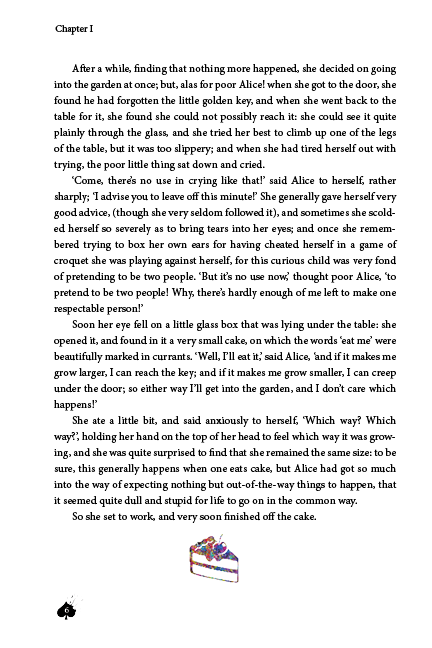 Chapter I
After a while, finding that nothing more happened, she decided on going
into the garden at once; but, alas for poor Alice! when she got to the door, she
found he had forgotten the little golden key, and when she went back to the
table for it, she found she could not possibly reach it: she could see it quite
plainly through the glass, and she tried her best to climb up one of the legs
of the table, but it was too slippery; and when she had tired herself out with
trying, the poor little thing sat down and cried.
‘Come, there’s no use in crying like that!’ said Alice to herself, rather
sharply; ‘I advise you to leave off this minute!’ She generally gave herself very
good advice, (though she very seldom followed it), and sometimes she scold-
ed herself so severely as to bring tears into her eyes; and once she remem-
bered trying to box her own ears for having cheated herself in a game of
croquet she was playing against herself, for this curious child was very fond
of pretending to be two people. ‘But it’s no use now,’ thought poor Alice, ‘to
pretend to be two people! Why, there’s hardly enough of me left to make one
respectable person!’
Soon her eye fell on a little glass box that was lying under the table: she
opened it, and found in it a very small cake, on which the words ‘eat me’ were
beautifully marked in currants. ‘Well, I’ll eat it,’ said Alice, ‘and if it makes me
grow larger, I can reach the key; and if it makes me grow smaller, I can creep
under the door; so either way I’ll get into the garden, and I don’t care which
happens!’
She ate a little bit, and said anxiously to herself, ‘Which way? Which
way?’, holding her hand on the top of her head to feel which way it was grow-
ing, and she was quite surprised to find that she remained the same size: to be
sure, this generally happens when one eats cake, but Alice had got so much
into the way of expecting nothing but out-of-the-way things to happen, that
it seemed quite dull and stupid for life to go on in the common way.
So she set to work, and very soon finished off the cake.
6